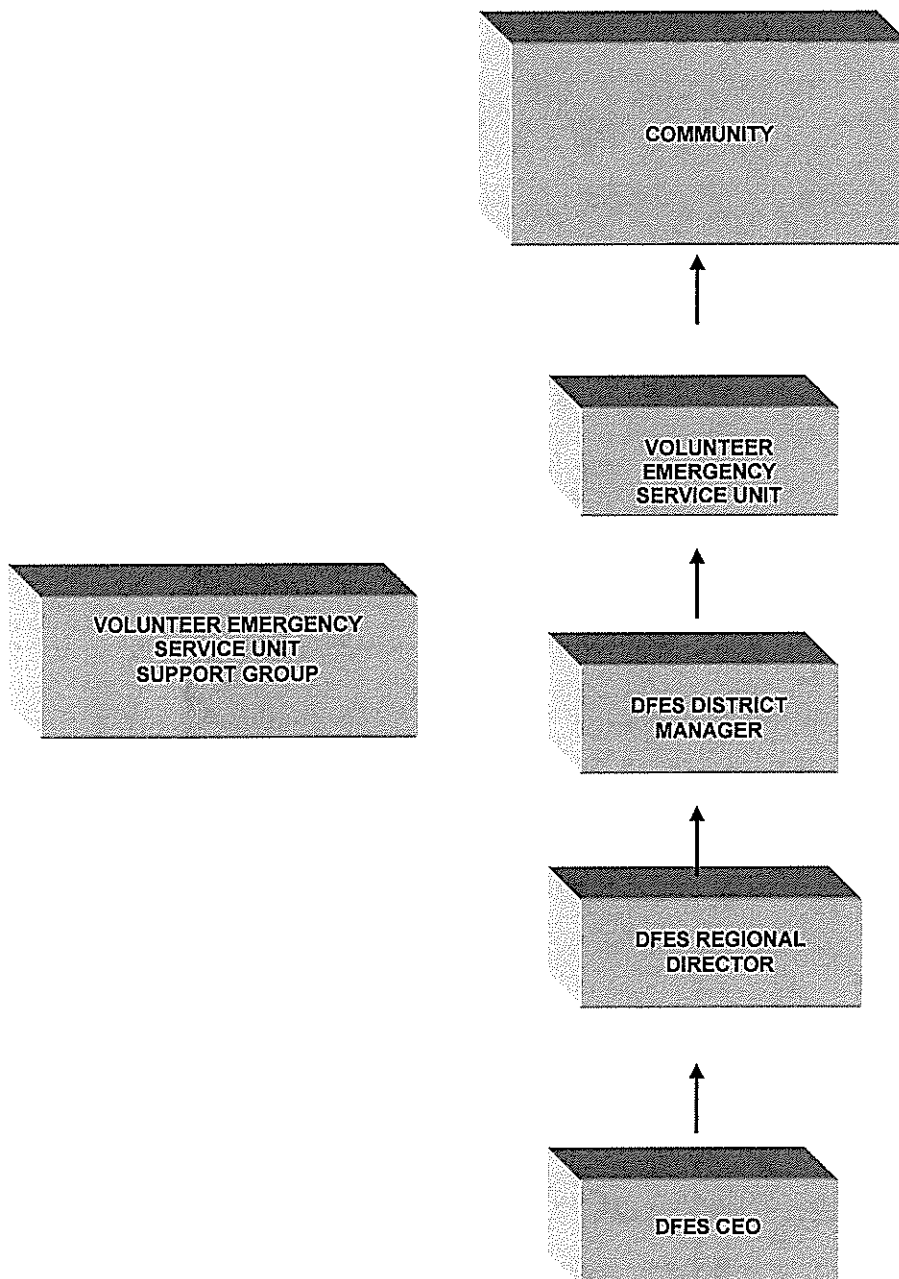 COMMUNITY
VOLUNTEER
EMERGENCY
SERVICE UNIT
VOLUNTEER EMERGENCY
SERVICE UNIT
SUPPORT GROUP
DFES DISTRICT
MANAGER
DFES REGIONAL
DIRECTOR
DFES CEO